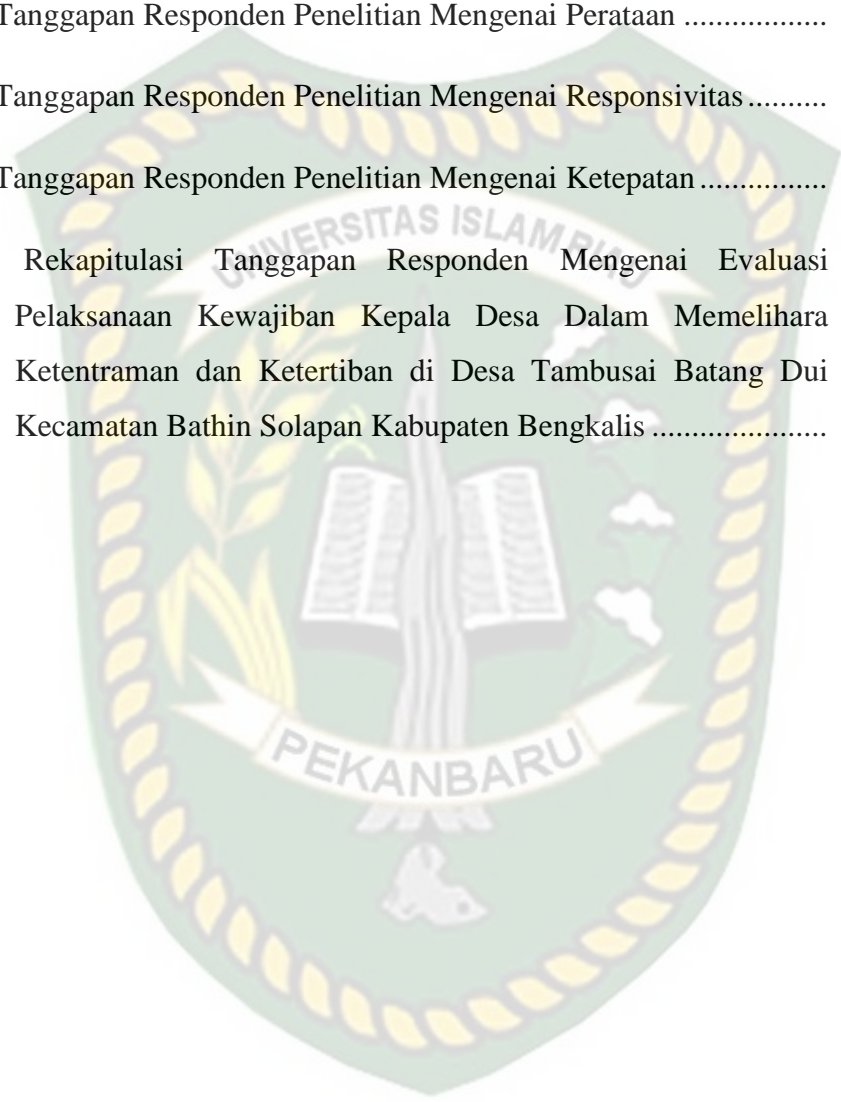 Tanggapan Responden Penelitian Mengenai Perataan .................
Tanggapan Responden Penelitian Mengenai Responsivitas ..........
Tanggapan Responden Penelitian Mengenai Ketepatan ................
UNIVERSITAS ISLAM RIAU
Rekapitulasi Tanggapan Responden Mengenai Evaluasi
Pelaksanaan Kewajiban Kepala Desa Dalam Memelihara
Ketentraman dan Ketertiban di Desa Tambusai Batang Dui
Kecamatan Bathin Solapan Kabupaten Bengkalis ......................
PEKANBARU